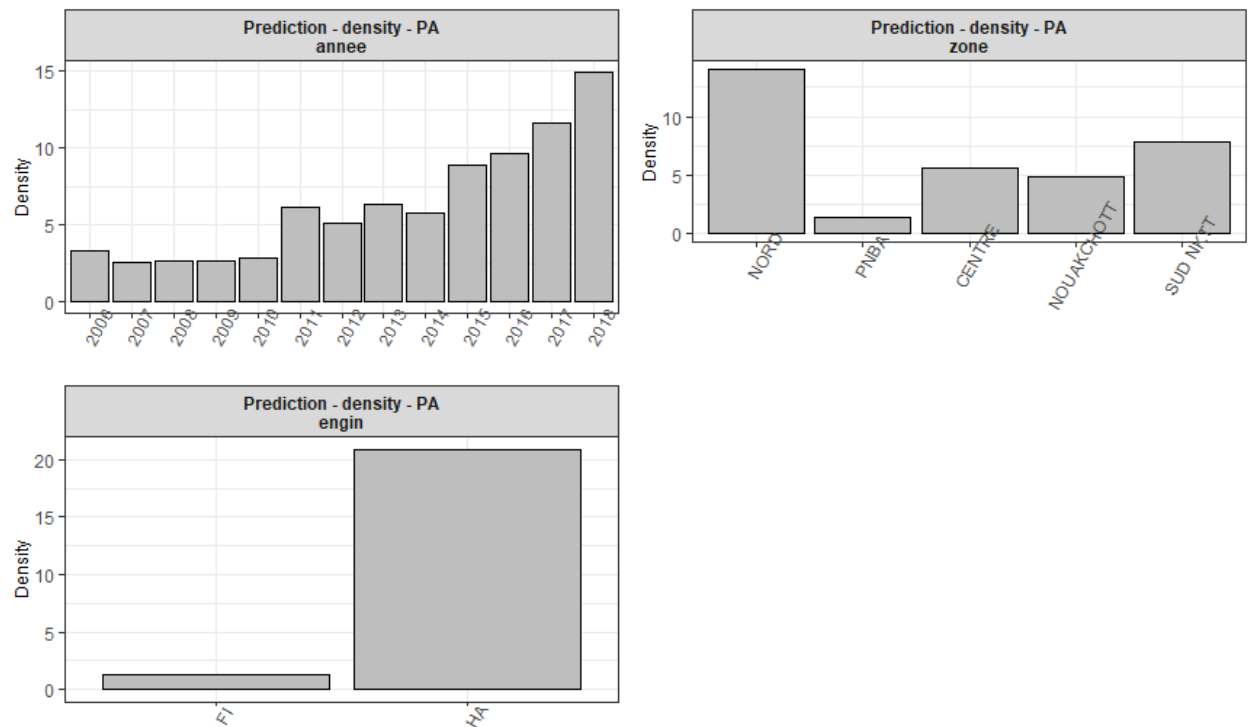 Prediction - density - PA
annee
Density
15
10
5
0
2006
2007
2008
2009
2010
2011
2012
2013
2014
2015
2016
2017
2018
Prediction - density - PA
zone
Density
10
5
0
NORD
PNBA
CENTRE
NOUAKCHOTT
SUD NKTT
Prediction - density - PA
engin
Density
20
15
10
5
0
FI
HA